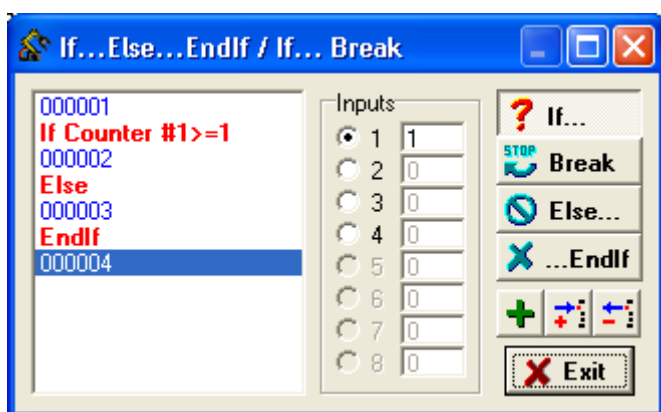 If...Else...EndIf / If... Break
000001
If Counter #1>=1
000002
Else
000003
EndIf
000004
Inputs
1 1
2 0
3 0
4 0
5 0
6 0
7 0
8 0
If...
STOP
Break
Else...
...EndIf
Exit